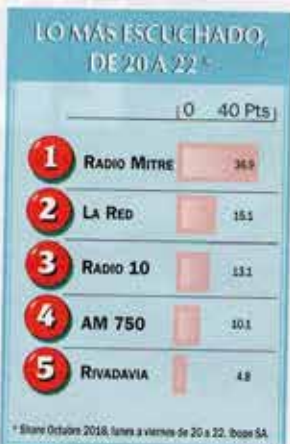 LO MÁS ESCUCHADO,
DE 20 A 22*
0 40 Pts
1 RADIO MITRE 36.9
2 LA RED 15.1
3 RADIO 10 13.1
4 AM 750 10.1
5 RIVADAVIA 4.8
* Share Octubre 2018, lunes a viernes de 20 a 22. Ibope SA